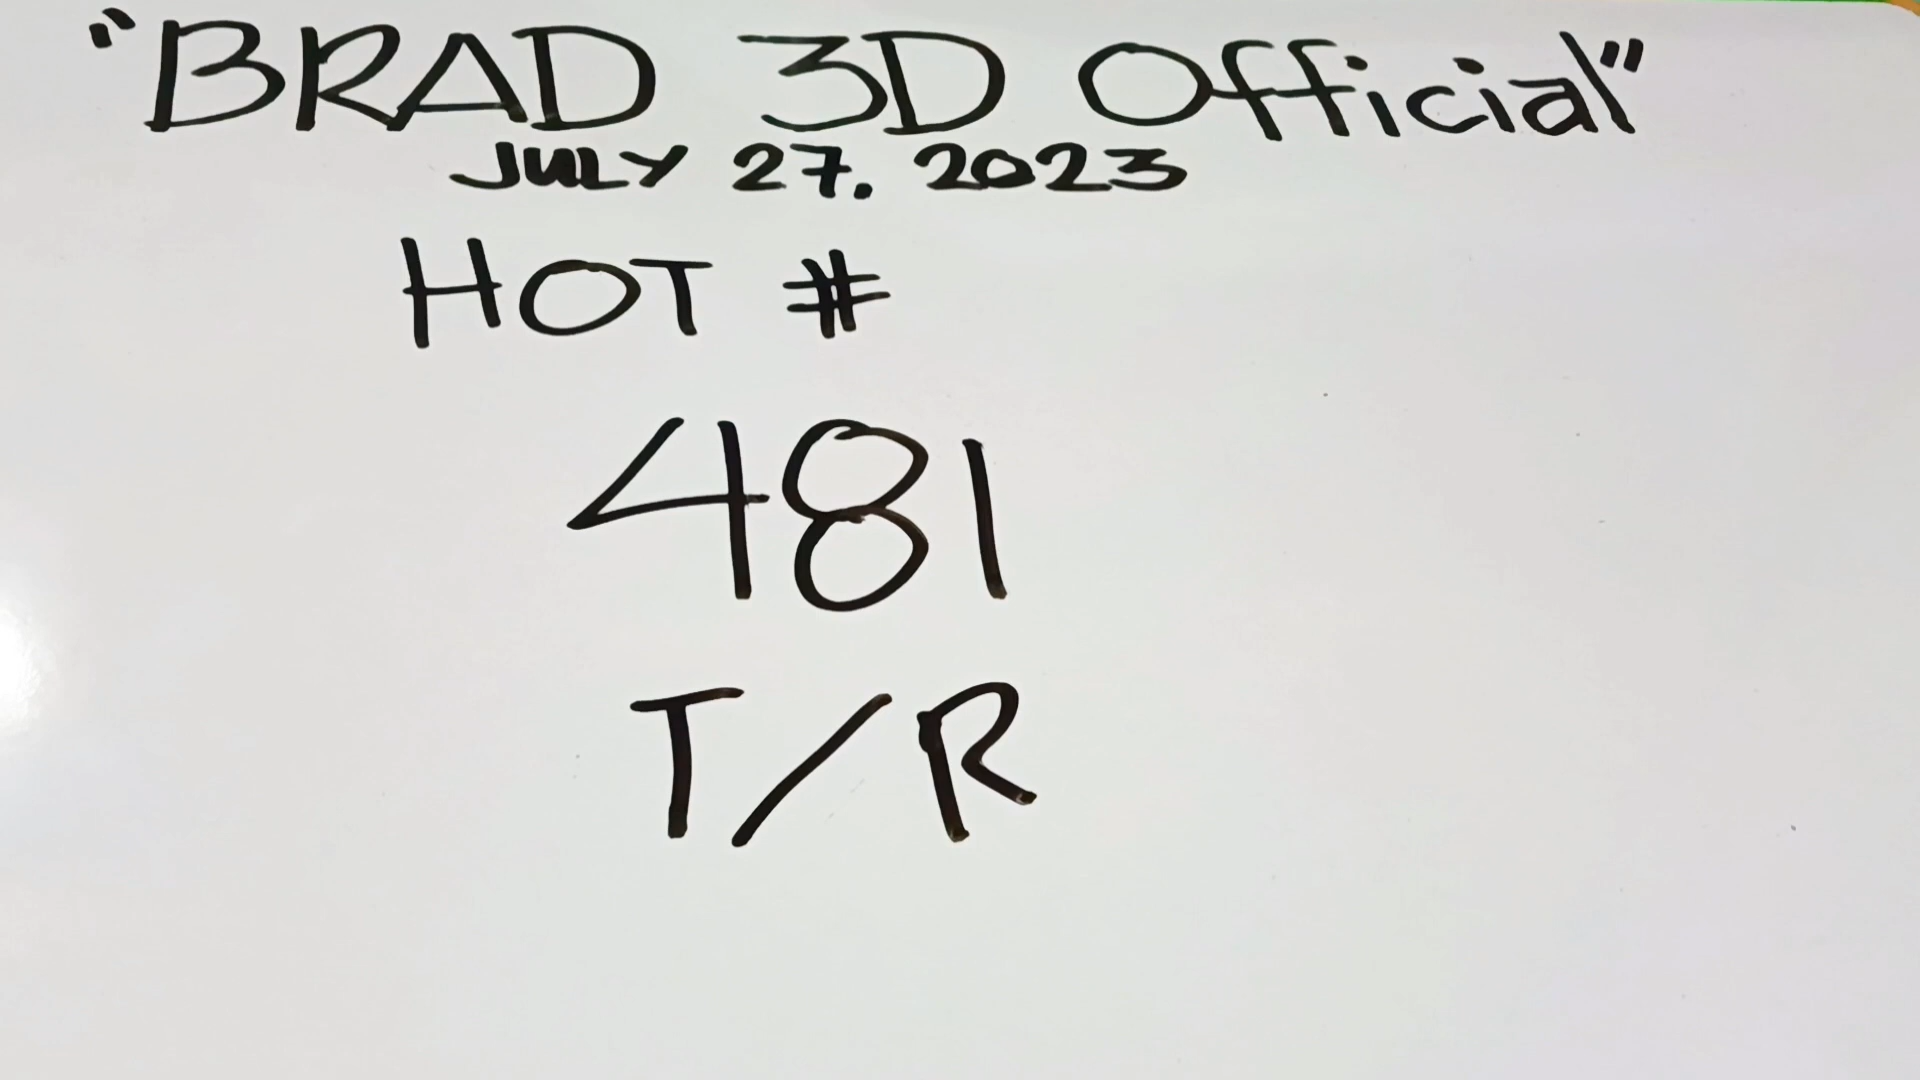 "BRAD 3D Official"
JULY 27. 2023
HOT #
481
T/R